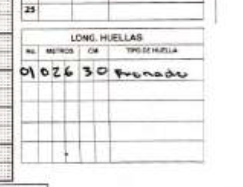 25
LONG. HUELLAS
No. METROS CM TIPO DE HUELLA
01 026 30 Frenado